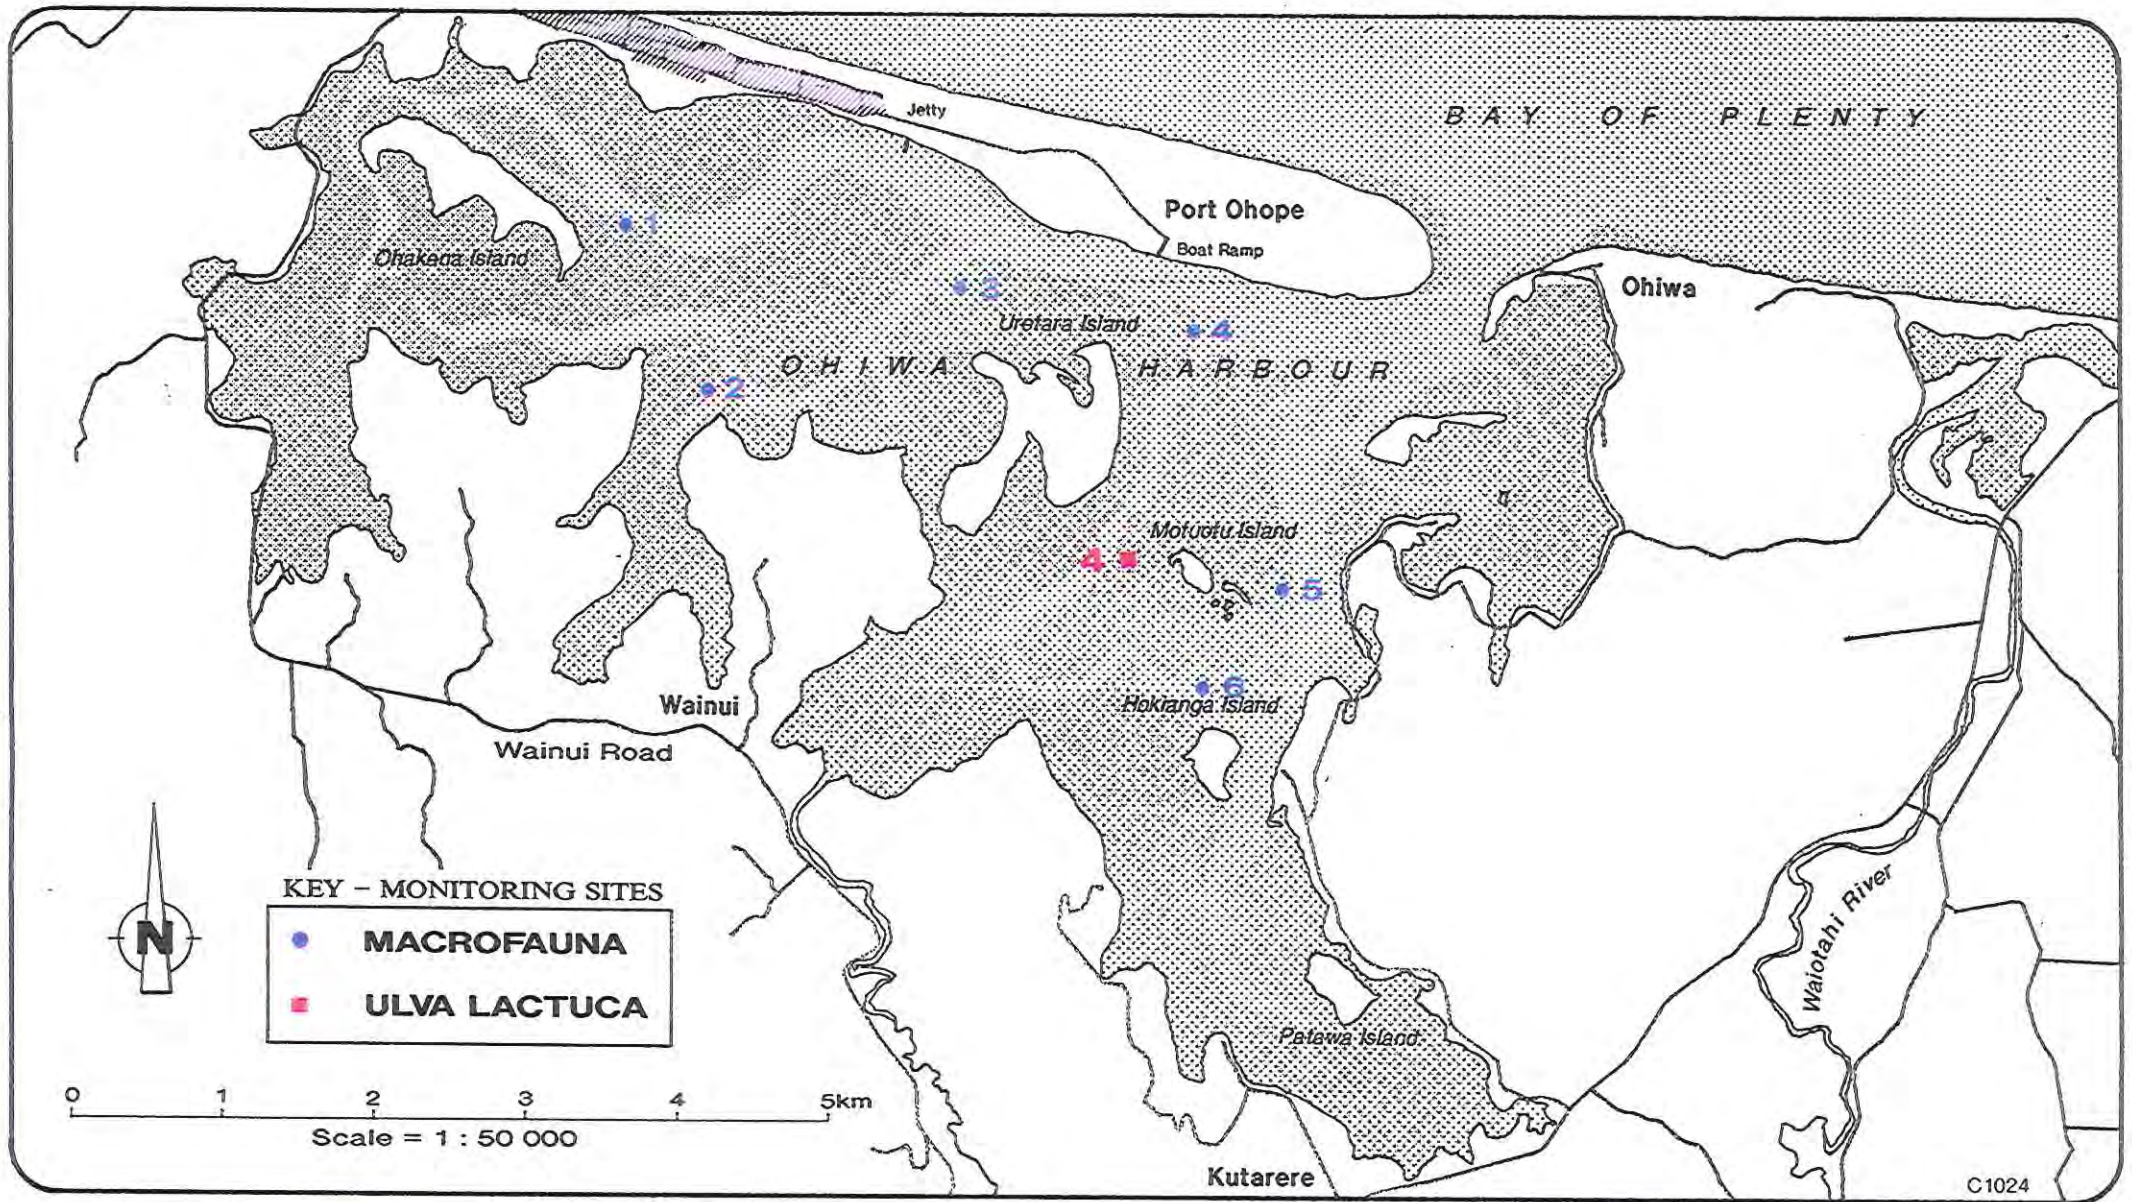 BAY OF PLENTY
Jetty
Port Ohope
Boat Ramp
1
Ohakana Island
3
Ohiwa
Uretara Island
4
OHIWA HARBOUR
2
Motuotu Island
4
5
6
Hokianga Island
Wainui
Wainui Road
KEY – MONITORING SITES
MACROFAUNA
ULVA LACTUCA
N
Waiotahi River
Patawa Island
0 1 2 3 4 5km
Scale = 1 : 50 000
Kutarere
C1024